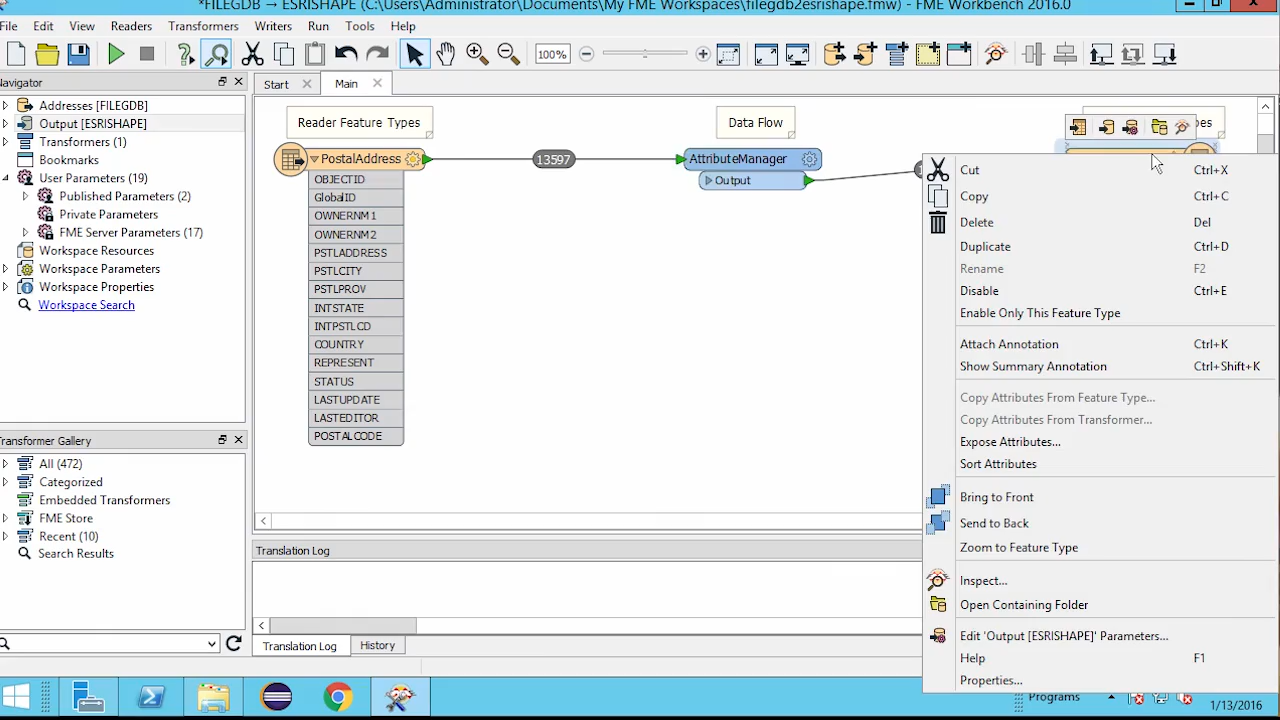 *FILEGDB → ESRISHAPE (C:\Users\Administrator\Documents\My FME Workspaces\filegdb2esrishape.fmw) - FME Workbench 2016.0
File Edit View Readers Transformers Writers Run Tools Help
100%
Navigator
Start Main
Addresses [FILEGDB]
Output [ESRISHAPE]
Transformers (1)
Bookmarks
User Parameters (19)
Published Parameters (2)
Private Parameters
FME Server Parameters (17)
Workspace Resources
Workspace Parameters
Workspace Properties
Workspace Search
Transformer Gallery
All (472)
Categorized
Embedded Transformers
FME Store
Recent (10)
Search Results
Reader Feature Types
Data Flow
PostalAddress
13597
AttributeManager
Output
OBJECTID
GlobalID
OWNERNM1
OWNERNM2
PSTLADDRESS
PSTLCITY
PSTLPROV
INTSTATE
INTPSTLCD
COUNTRY
REPRESENT
STATUS
LASTUPDATE
LASTEDITOR
POSTALCODE
Translation Log
Translation Log History
Cut Ctrl+X
Copy Ctrl+C
Delete Del
Duplicate Ctrl+D
Rename F2
Disable Ctrl+E
Enable Only This Feature Type
Attach Annotation Ctrl+K
Show Summary Annotation Ctrl+Shift+K
Copy Attributes From Feature Type...
Copy Attributes From Transformer...
Expose Attributes...
Sort Attributes
Bring to Front
Send to Back
Zoom to Feature Type
Inspect...
Open Containing Folder
Edit 'Output [ESRISHAPE]' Parameters...
Help F1
Properties...
Programs
1/13/2016